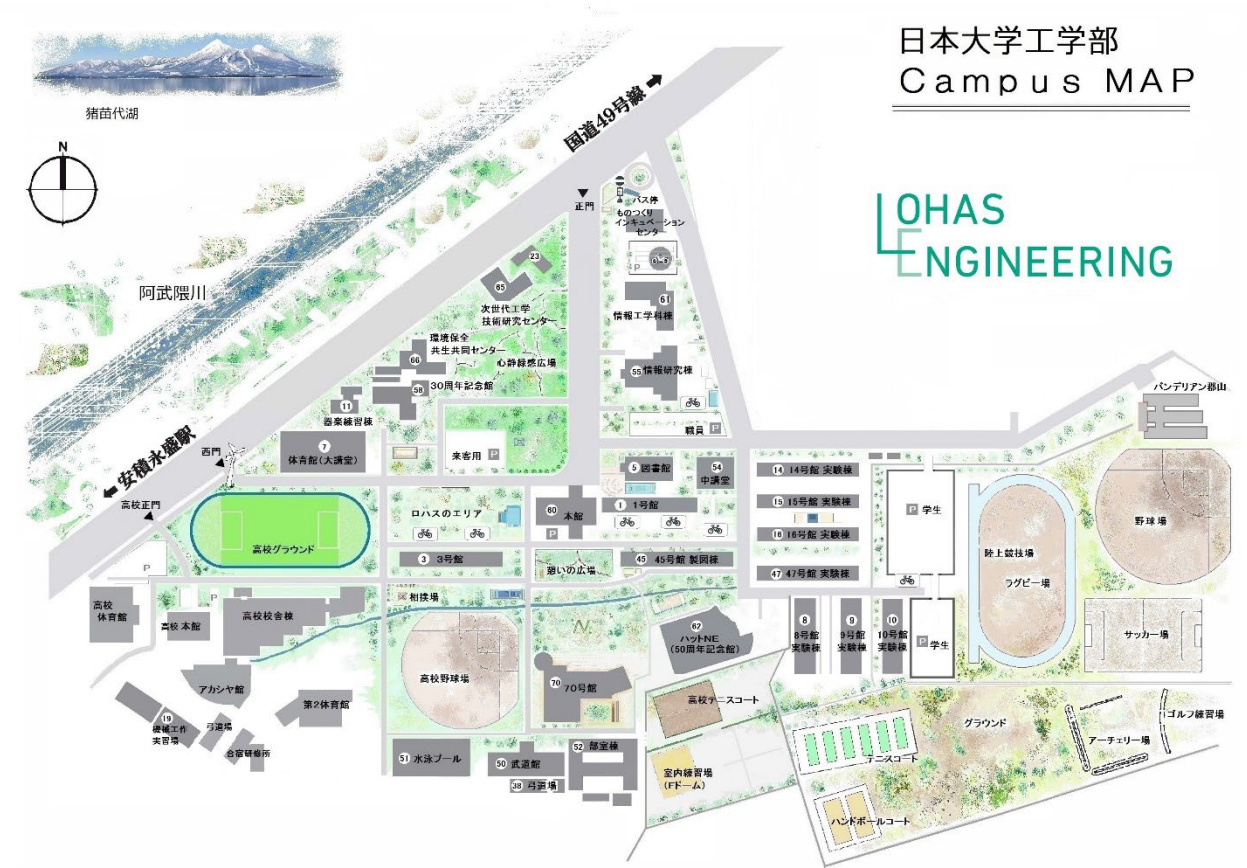 日本大学工学部
Campus MAP
猪苗代湖
N
国道49号線
LOHAS
ENGINEERING
正門
バス停
ものつくり
インキュベーション
センタ
P
阿武隈川
23
65
次世代工学
技術研究センター
61
情報工学科棟
環境保全
共生共同センター
66
心静緑感広場
55 情報研究棟
58 30周年記念館
11
器楽練習棟
職員 P
パンデリアン郡山
7
体育館(大講堂)
来客用 P
西門
安積永盛駅
高校正門
5 図書館
54
中講堂
14 14号館 実験棟
15 15号館 実験棟
16 16号館 実験棟
47 47号館 実験棟
P 学生
ロハスのエリア
60 本館
P
1 1号館
野球場
陸上競技場
ラグビー場
高校グラウンド
3 3号館
憩いの広場
45 45号館 製図棟
P
P
相撲場
高校
体育館
高校 本館
高校校舎棟
62
ハットNE
(50周年記念館)
8
8号館
実験棟
9
9号館
実験棟
10
10号館
実験棟
P 学生
サッカー場
アカシヤ館
高校野球場
70 70号館
高校テニスコート
第2体育館
19
機械工作
実習場
弓道場
合宿研修所
グラウンド
ゴルフ練習場
アーチェリー場
51 水泳プール
50 武道館
52 部室棟
38 弓道場
室内練習場
(Fドーム)
テニスコート
ハンドボールコート